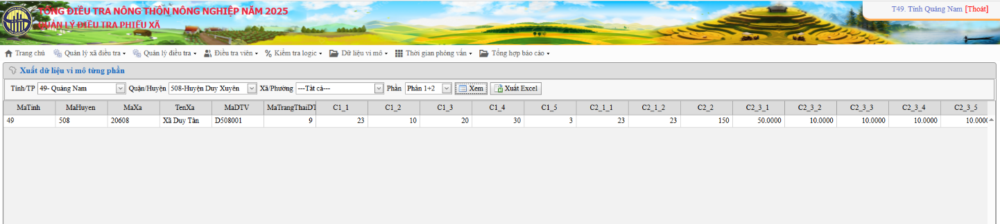 TỔNG ĐIỀU TRA NÔNG THÔN NÔNG NGHIỆP NĂM 2025
QUẢN LÝ ĐIỀU TRA PHIẾU XÃ
T49. Tỉnh Quảng Nam [Thoát]
Trang chủ Quản lý xã điều tra Quản lý điều tra Điều tra viên Kiểm tra logic Dữ liệu vi mô Thời gian phỏng vấn Tổng hợp báo cáo
Xuất dữ liệu vi mô từng phần
Tỉnh/TP 49- Quảng Nam Quận/Huyện 508-Huyện Duy Xuyên Xã/Phường ---Tất cả--- Phần Phần 1+2 Xem Xuất Excel
MaTinh MaHuyen MaXa TenXa MaDTV MaTrangThaiDT C1_1 C1_2 C1_3 C1_4 C1_5 C2_1_1 C2_1_2 C2_2 C2_3_1 C2_3_2 C2_3_3 C2_3_4 C2_3_5
49 508 20608 Xã Duy Tân D508001 9 23 10 20 30 3 23 23 150 50.0000 10.0000 10.0000 10.0000 10.0000